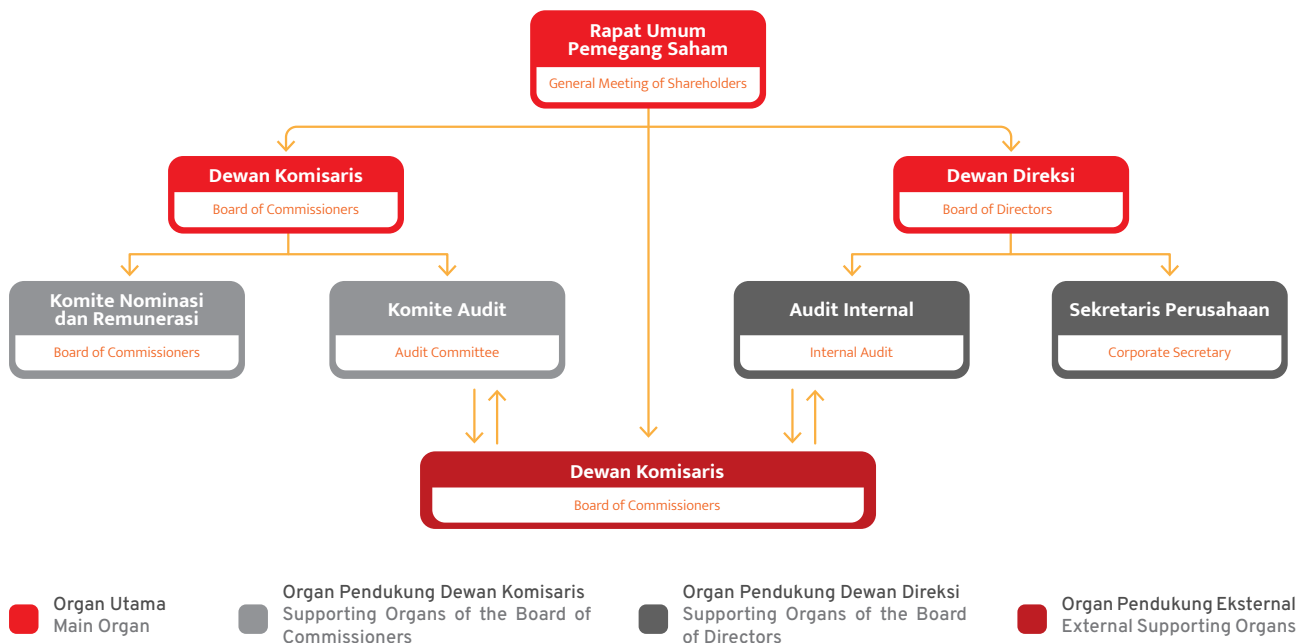 Rapat Umum
Pemegang Saham
General Meeting of Shareholders
Dewan Komisaris
Board of Commissioners
Dewan Direksi
Board of Directors
Komite Nominasi
dan Remunerasi
Board of Commissioners
Komite Audit
Audit Committee
Audit Internal
Internal Audit
Sekretaris Perusahaan
Corporate Secretary
Dewan Komisaris
Board of Commissioners
Organ Utama
Main Organ
Organ Pendukung Dewan Komisaris
Supporting Organs of the Board of
Commissioners
Organ Pendukung Dewan Direksi
Supporting Organs of the Board
of Directors
Organ Pendukung Eksternal
External Supporting Organs